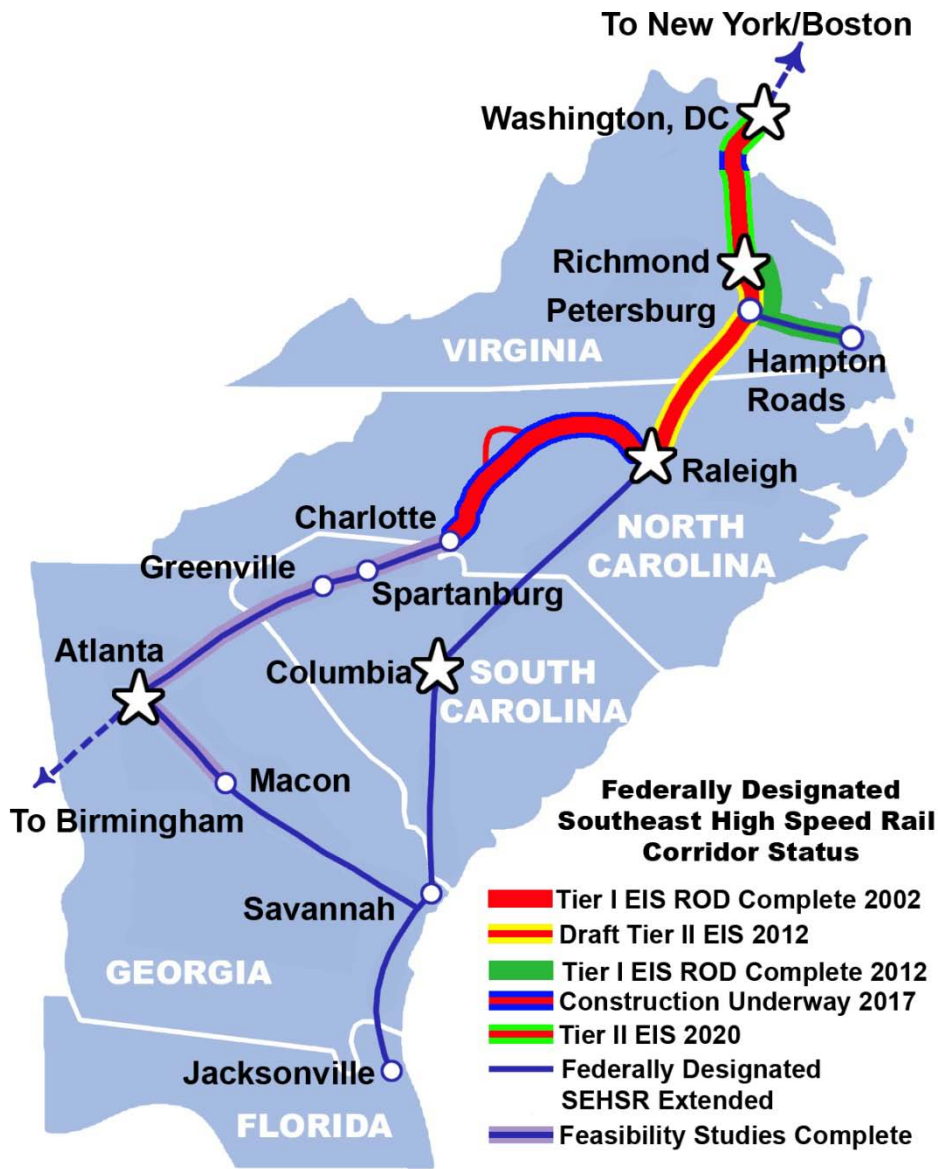 To New York/Boston
Washington, DC
Richmond
Petersburg
VIRGINIA
Hampton
Roads
Raleigh
Charlotte
NORTH
CAROLINA
Greenville
Spartanburg
Atlanta
Columbia
SOUTH
CAROLINA
Macon
To Birmingham
Savannah
GEORGIA
Jacksonville
FLORIDA
Federally Designated
Southeast High Speed Rail
Corridor Status
Tier I EIS ROD Complete 2002
Draft Tier II EIS 2012
Tier I EIS ROD Complete 2012
Construction Underway 2017
Tier II EIS 2020
Federally Designated
SEHSR Extended
Feasibility Studies Complete